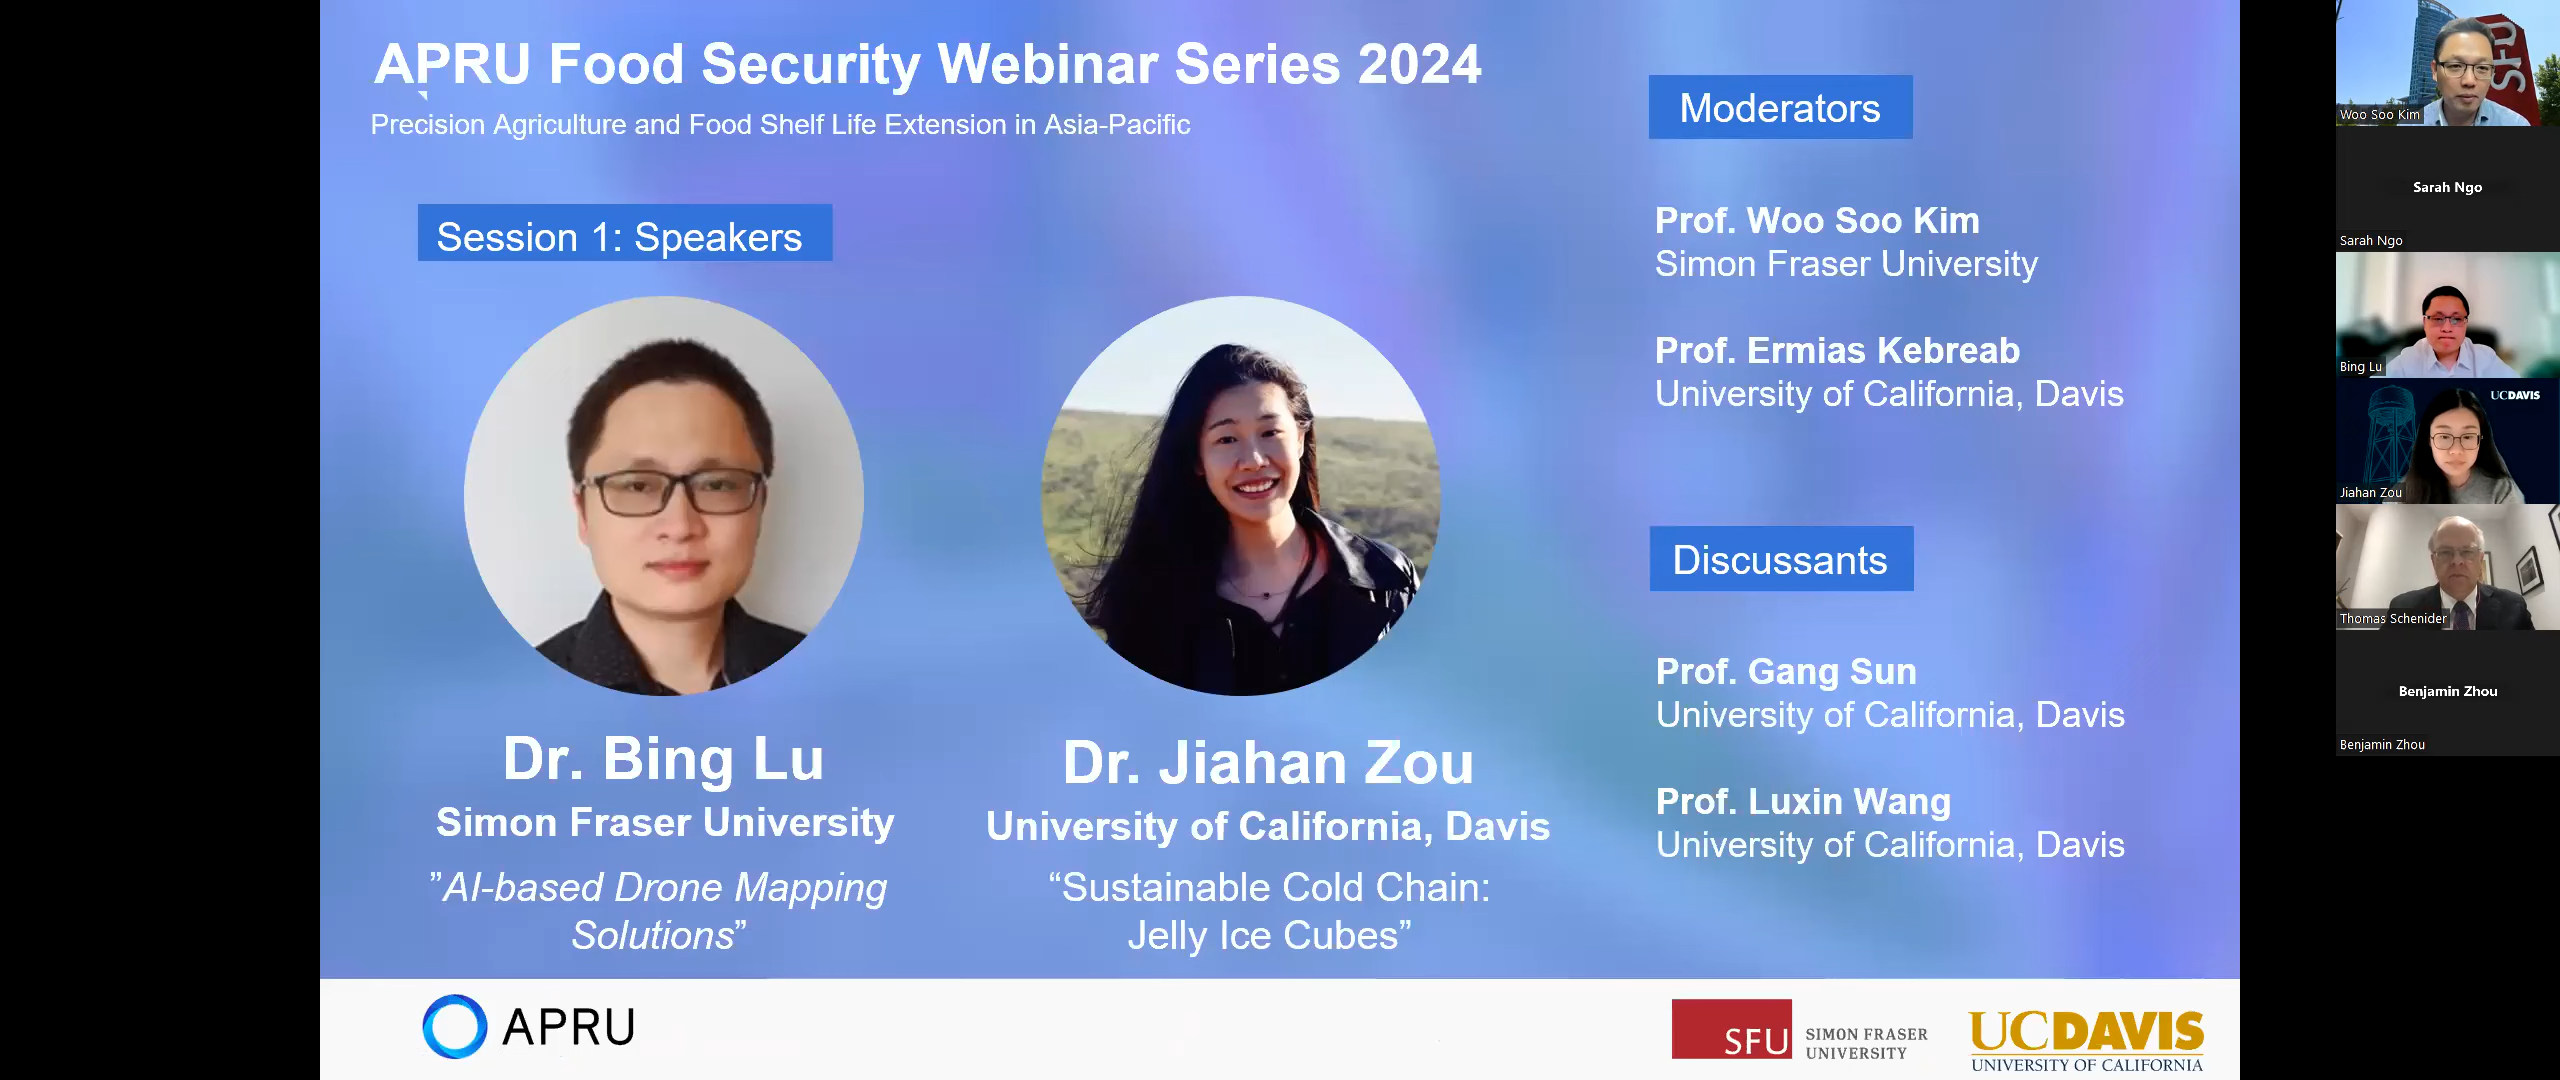 APRU Food Security Webinar Series 2024
Precision Agriculture and Food Shelf Life Extension in Asia-Pacific
Session 1: Speakers
Dr. Bing Lu
Simon Fraser University
”AI-based Drone Mapping
Solutions”
Dr. Jiahan Zou
University of California, Davis
“Sustainable Cold Chain:
Jelly Ice Cubes”
Moderators
Prof. Woo Soo Kim
Simon Fraser University
Prof. Ermias Kebreab
University of California, Davis
Discussants
Prof. Gang Sun
University of California, Davis
Prof. Luxin Wang
University of California, Davis
APRU
SFU
SIMON FRASER
UNIVERSITY
UCDAVIS
UNIVERSITY OF CALIFORNIA
SFU
Woo Soo Kim
Sarah Ngo
Sarah Ngo
Bing Lu
UCDAVIS
Jiahan Zou
Thomas Schenider
Benjamin Zhou
Benjamin Zhou